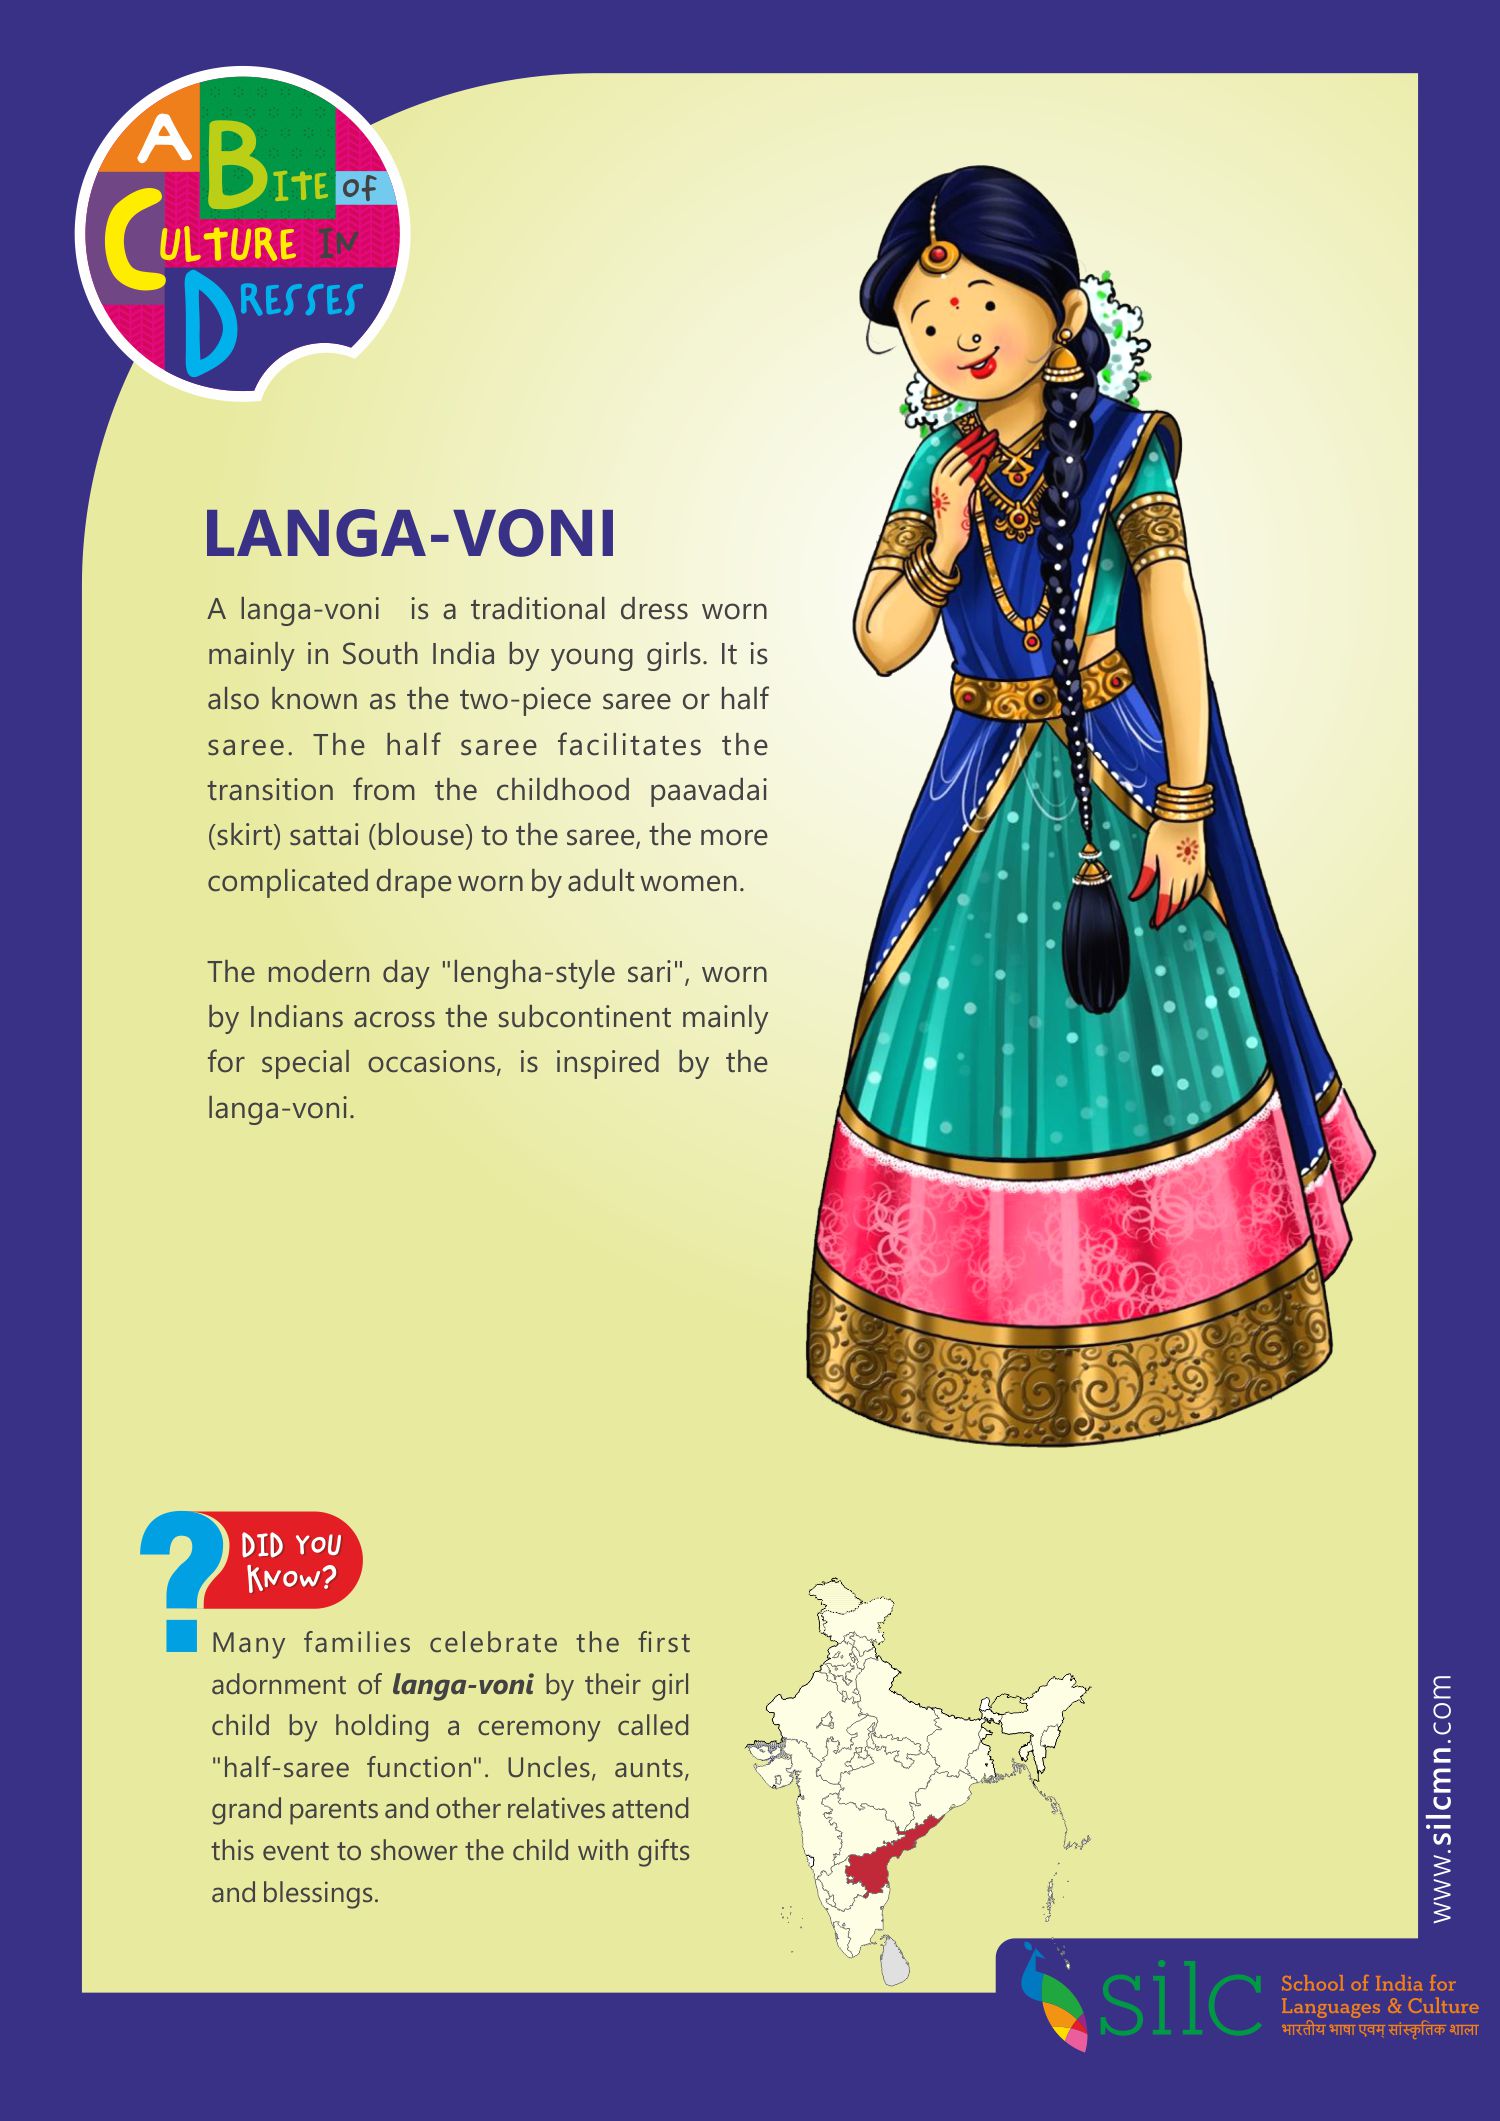 A BITE OF
CULTURE IN
DRESSES
LANGA-VONI
A langa-voni is a traditional dress worn
mainly in South India by young girls. It is
also known as the two-piece saree or half
saree. The half saree facilitates the
transition from the childhood paavadai
(skirt) sattai (blouse) to the saree, the more
complicated drape worn by adult women.
The modern day "lengha-style sari", worn
by Indians across the subcontinent mainly
for special occasions, is inspired by the
langa-voni.
?
DID YOU
KNOW?
Many families celebrate the first
adornment of langa-voni by their girl
child by holding a ceremony called
"half-saree function". Uncles, aunts,
grand parents and other relatives attend
this event to shower the child with gifts
and blessings.
www.silcmn.com
silc
School of India for
Languages & Culture
भारतीय भाषा एवम् सांस्कृतिक शाला